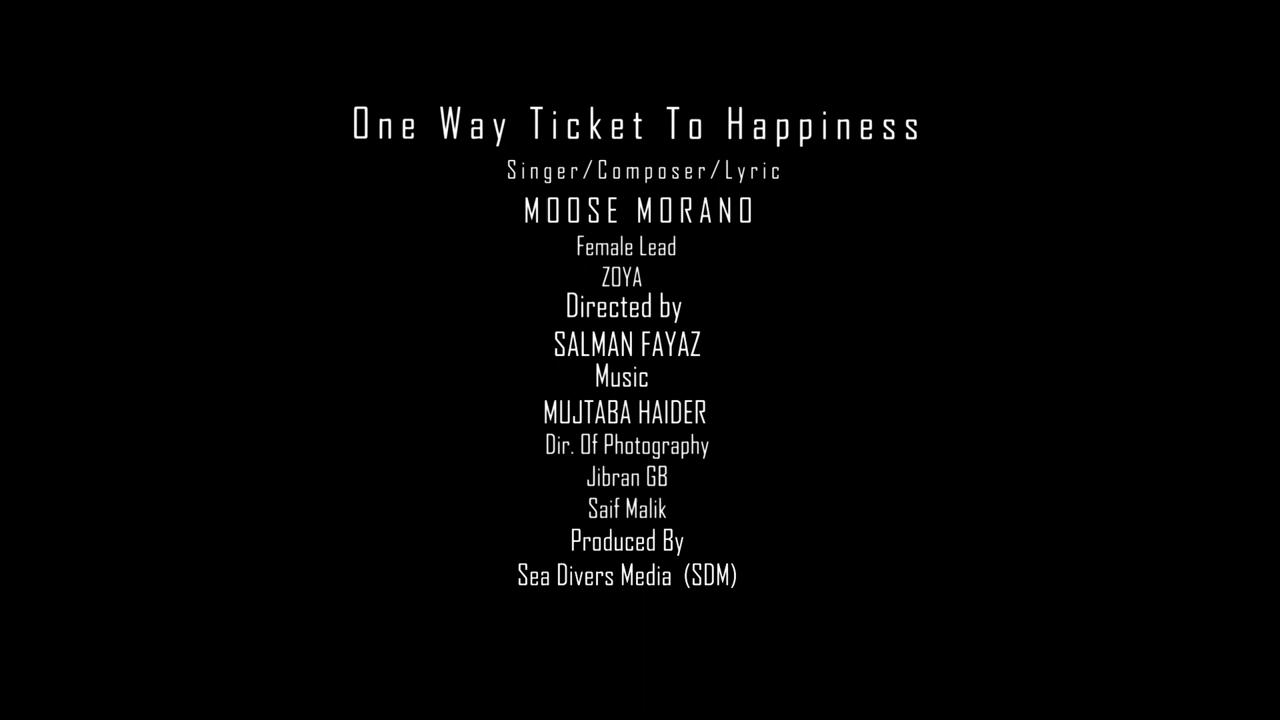 One Way Ticket To Happiness
Singer/Composer/Lyric
MOOSE MORANO
Female Lead
ZOYA
Directed by
SALMAN FAYAZ
Music
MUJTABA HAIDER
Dir. Of Photography
Jibran GB
Saif Malik
Produced By
Sea Divers Media (SDM)